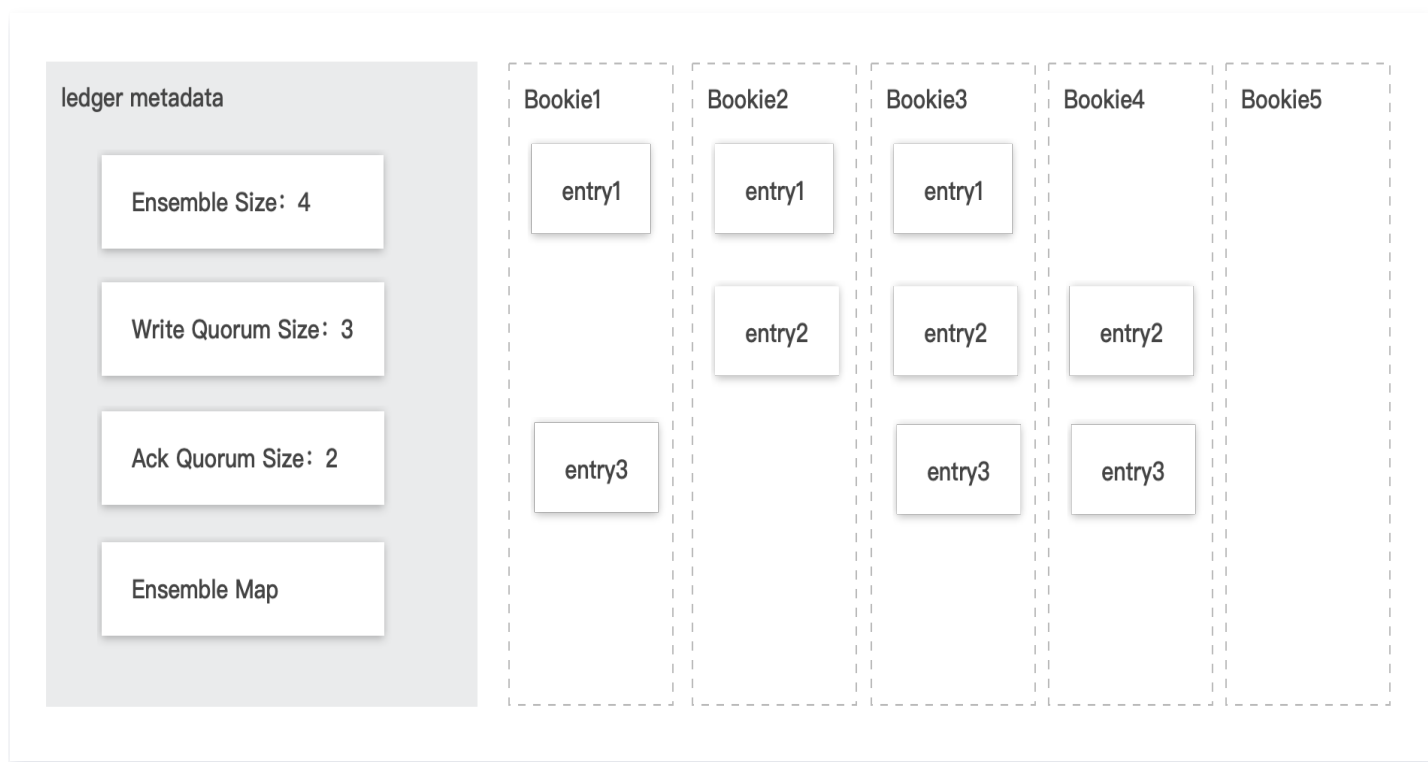 ledger metadata
Ensemble Size：4
Write Quorum Size：3
Ack Quorum Size：2
Ensemble Map
Bookie1 Bookie2 Bookie3 Bookie4 Bookie5
entry1 entry1 entry1
entry2 entry2 entry2
entry3 entry3 entry3